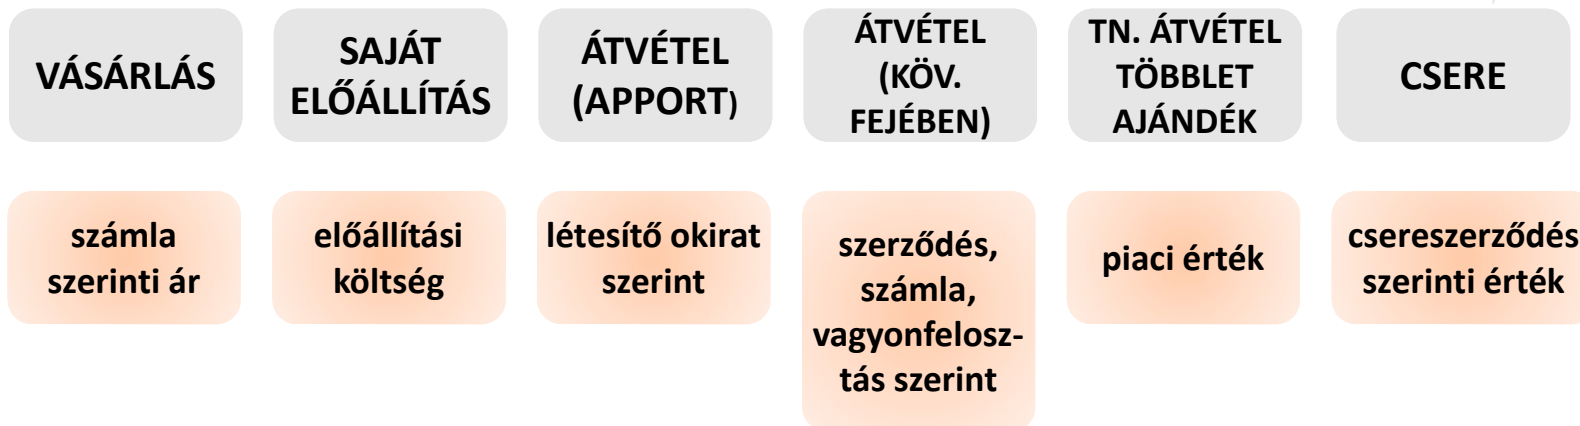 VÁSÁRLÁS
SAJÁT
ELŐÁLLÍTÁS
ÁTVÉTEL
(APPORT)
ÁTVÉTEL
(KÖV.
FEJÉBEN)
TN. ÁTVÉTEL
TÖBBLET
AJÁNDÉK
CSERE
számla
szerinti ár
előállítási
költség
létesítő okirat
szerint
szerződés,
számla,
vagyonfelosz-
tás szerint
piaci érték
csereszerződés
szerinti érték